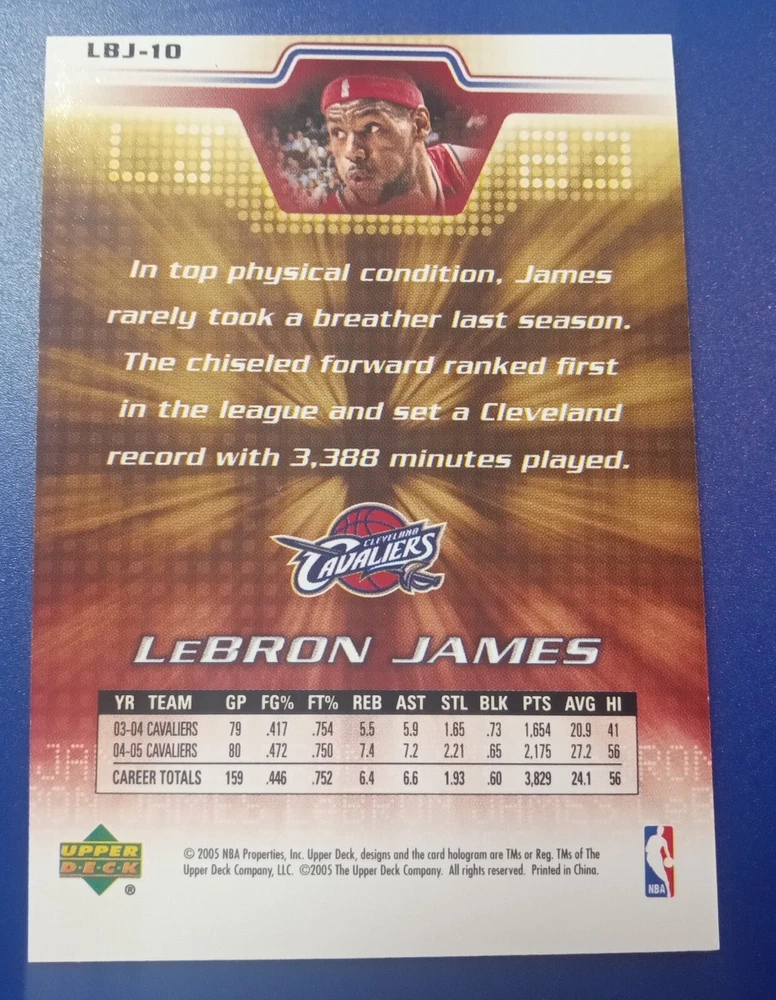 LBJ-10
LJ 23
In top physical condition, James
rarely took a breather last season.
The chiseled forward ranked first
in the league and set a Cleveland
record with 3,388 minutes played.
CLEVELAND
CAVALIERS
LeBRON JAMES
YR TEAM GP FG% FT% REB AST STL BLK PTS AVG HI
03-04 CAVALIERS 79 .417 .754 5.5 5.9 1.65 .73 1,654 20.9 41
04-05 CAVALIERS 80 .472 .750 7.4 7.2 2.21 .65 2,175 27.2 56
CAREER TOTALS 159 .446 .752 6.4 6.6 1.93 .60 3,829 24.1 56
UPPER
D·E·C·K
®
© 2005 NBA Properties, Inc. Upper Deck, designs and the card hologram are TMs or Reg. TMs of The
Upper Deck Company, LLC. ©2005 The Upper Deck Company. All rights reserved. Printed in China.
NBA